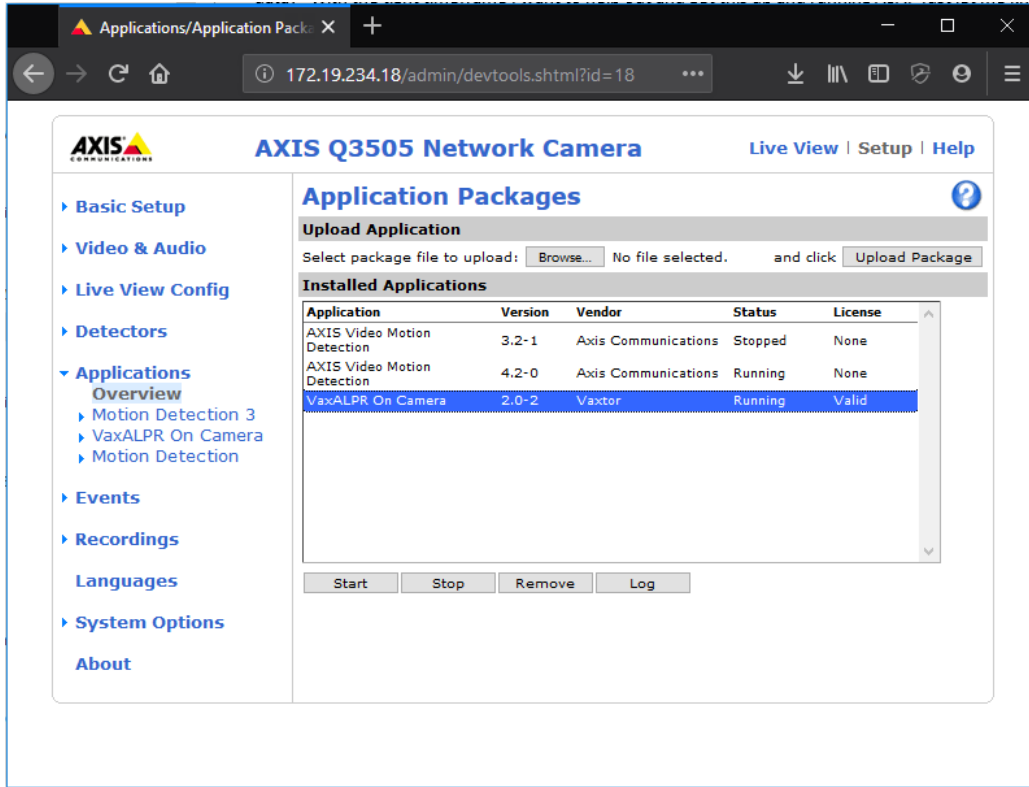 Applications/Application Packa
172.19.234.18/admin/devtools.shtml?id=18
AXIS
COMMUNICATIONS
AXIS Q3505 Network Camera
Live View | Setup | Help
Basic Setup
Video & Audio
Live View Config
Detectors
Applications
Overview
Motion Detection 3
VaxALPR On Camera
Motion Detection
Events
Recordings
Languages
System Options
About
Application Packages
Upload Application
Select package file to upload: Browse... No file selected. and click Upload Package
Installed Applications
Application Version Vendor Status License
AXIS Video Motion
Detection 3.2-1 Axis Communications Stopped None
AXIS Video Motion
Detection 4.2-0 Axis Communications Running None
VaxALPR On Camera 2.0-2 Vaxtor Running Valid
Start Stop Remove Log